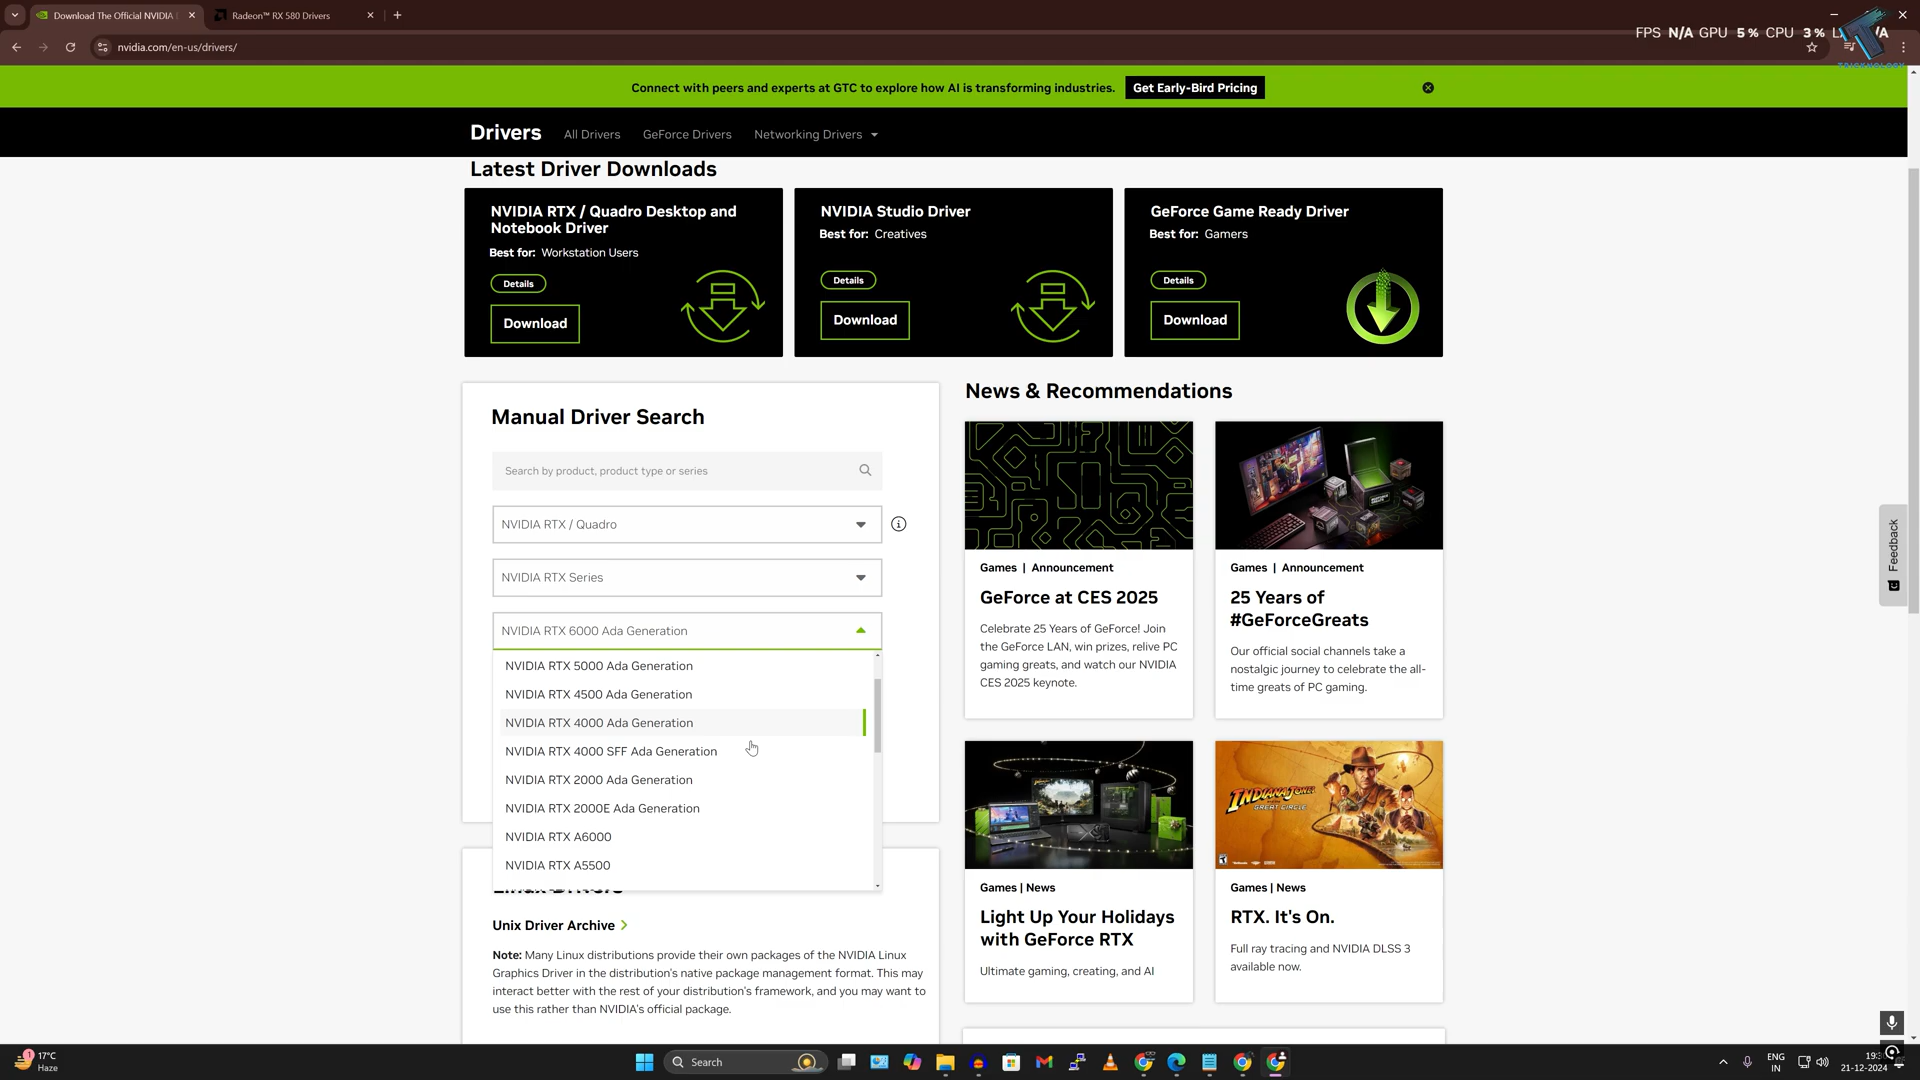 Download The Official NVIDIA
Radeon™ RX 580 Drivers
nvidia.com/en-us/drivers/
FPS N/A GPU 5 % CPU 3 %
Connect with peers and experts at GTC to explore how AI is transforming industries. Get Early-Bird Pricing
Drivers All Drivers GeForce Drivers Networking Drivers
Latest Driver Downloads
NVIDIA RTX / Quadro Desktop and
Notebook Driver
Best for: Workstation Users
Details
Download
NVIDIA Studio Driver
Best for: Creatives
Details
Download
GeForce Game Ready Driver
Best for: Gamers
Details
Download
Manual Driver Search
Search by product, product type or series
NVIDIA RTX / Quadro
NVIDIA RTX Series
NVIDIA RTX 6000 Ada Generation
NVIDIA RTX 5000 Ada Generation
NVIDIA RTX 4500 Ada Generation
NVIDIA RTX 4000 Ada Generation
NVIDIA RTX 4000 SFF Ada Generation
NVIDIA RTX 2000 Ada Generation
NVIDIA RTX 2000E Ada Generation
NVIDIA RTX A6000
NVIDIA RTX A5500
Unix Driver Archive
Note: Many Linux distributions provide their own packages of the NVIDIA Linux
Graphics Driver in the distribution's native package management format. This may
interact better with the rest of your distribution's framework, and you may want to
use this rather than NVIDIA's official package.
News & Recommendations
Games | Announcement
GeForce at CES 2025
Celebrate 25 Years of GeForce! Join
the GeForce LAN, win prizes, relive PC
gaming greats, and watch our NVIDIA
CES 2025 keynote.
Games | Announcement
25 Years of
#GeForceGreats
Our official social channels take a
nostalgic journey to celebrate the all-
time greats of PC gaming.
Games | News
Light Up Your Holidays
with GeForce RTX
Ultimate gaming, creating, and AI
INDIANA JONES
GREAT CIRCLE
Games | News
RTX. It's On.
Full ray tracing and NVIDIA DLSS 3
available now.
Feedback
1
17°C
Haze
Search
ENG
IN
21-12-2024